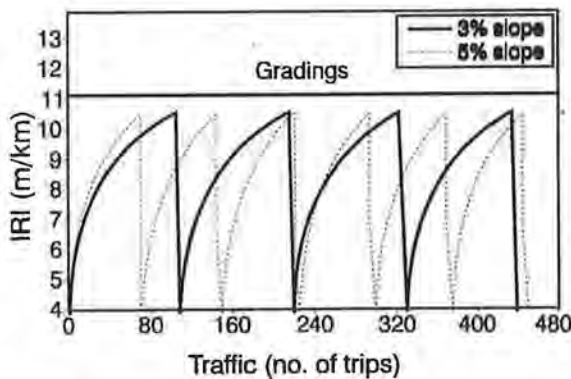 13
12
11
10
9
8
7
6
5
4
IRI (m/km)
3% slope
5% slope
Gradings
0 80 160 240 320 400 480
Traffic (no. of trips)